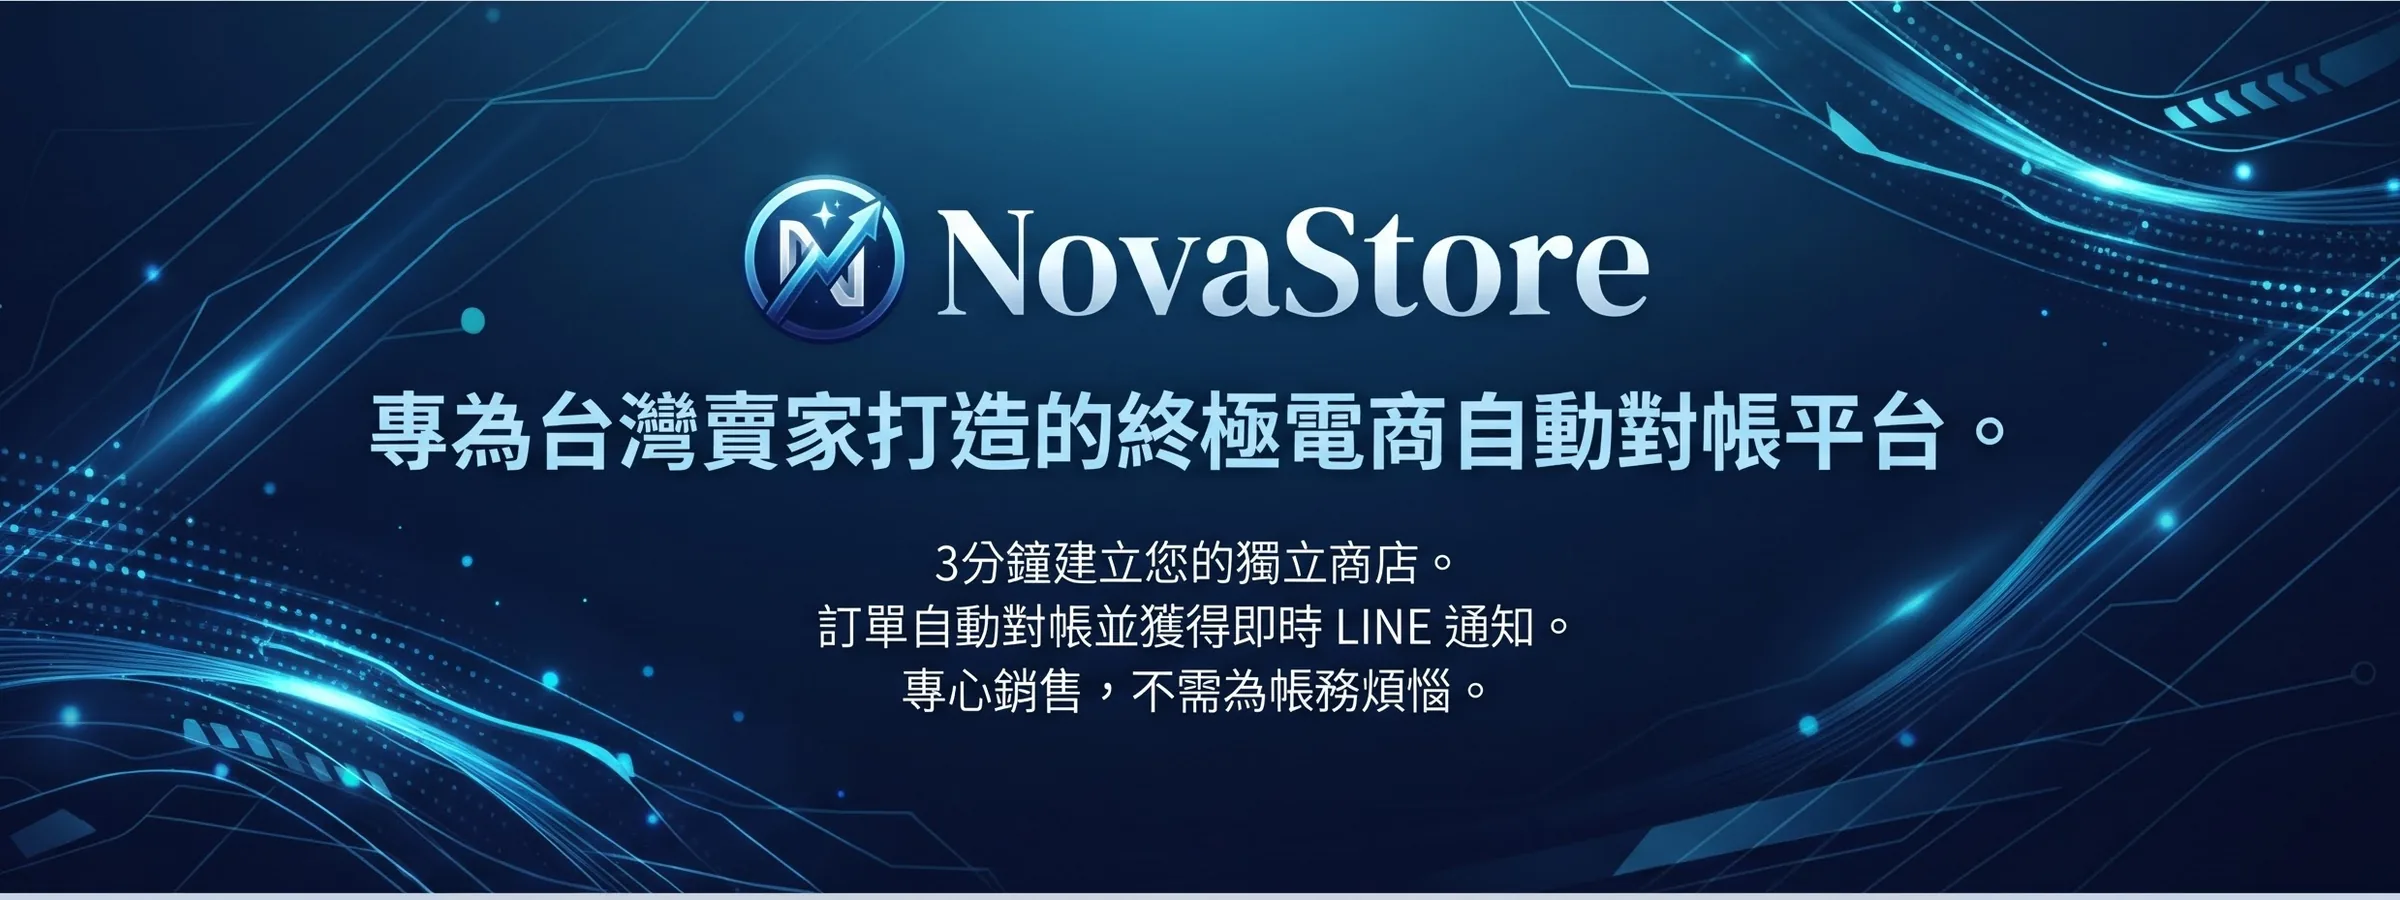 NovaStore
專為台灣賣家打造的終極電商自動對帳平台。
3分鐘建立您的獨立商店。
訂單自動對帳並獲得即時 LINE 通知。
專心銷售，不需為帳務煩惱。